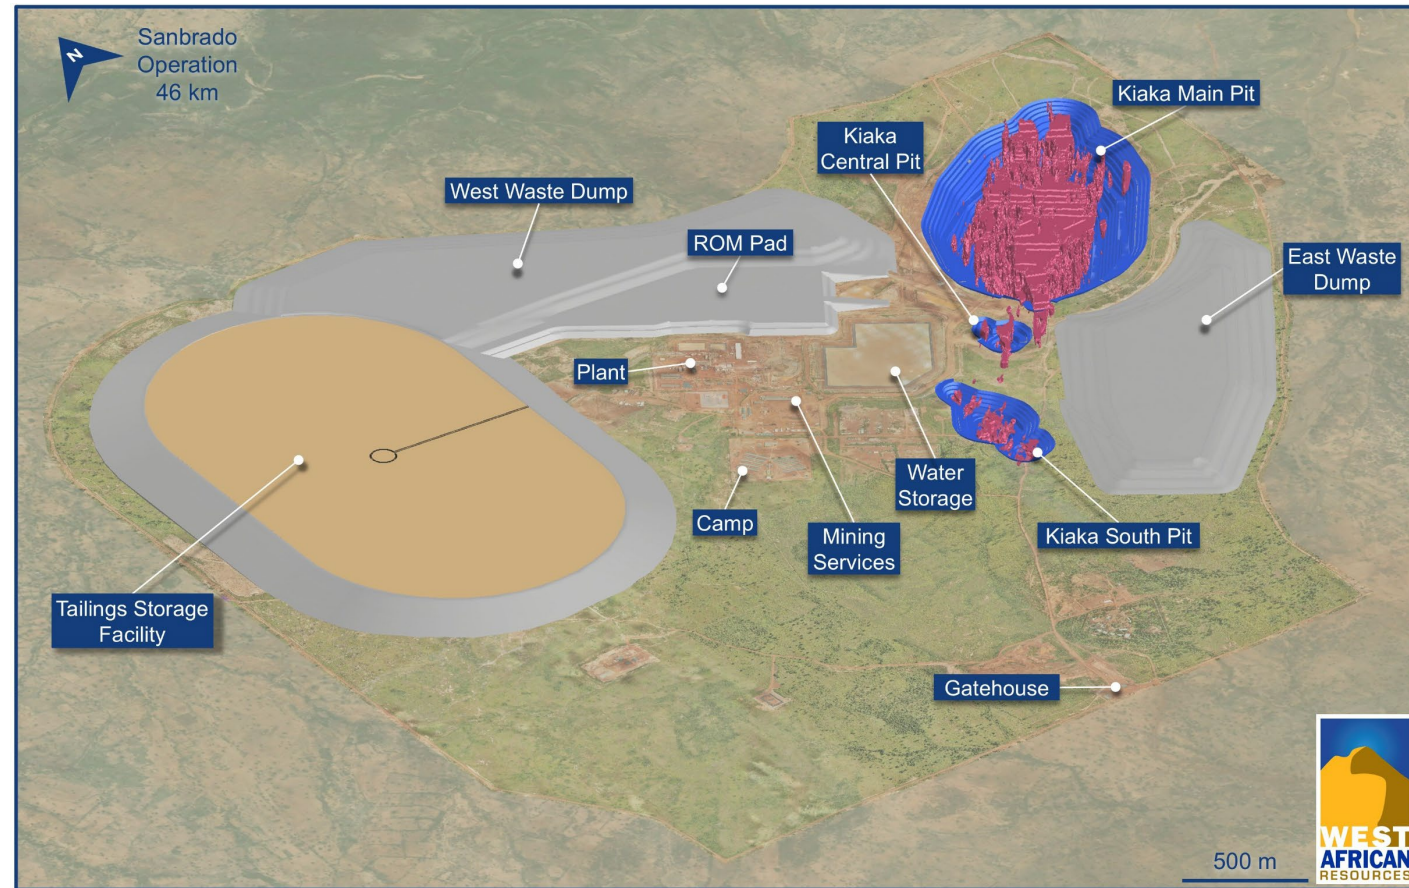 N
Sanbrado
Operation
46 km
Kiaka Main Pit
Kiaka
Central Pit
West Waste Dump
ROM Pad
East Waste
Dump
Plant
Water
Storage
Camp
Mining
Services
Kiaka South Pit
Tailings Storage
Facility
Gatehouse
500 m
WEST
AFRICAN
RESOURCES